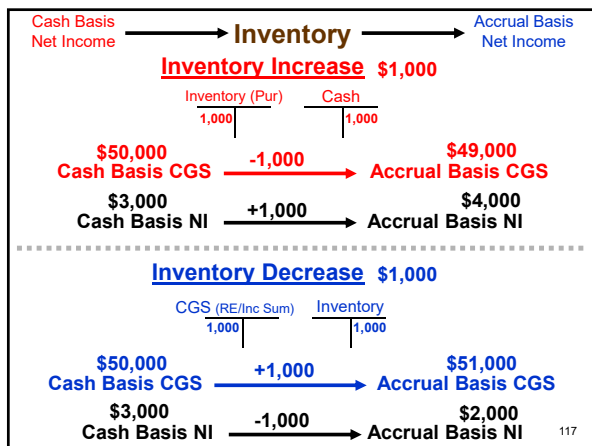 Cash Basis
Net Income
Inventory
Accrual Basis
Net Income
Inventory Increase $1,000
Inventory (Pur) Cash
1,000 1,000
$50,000 -1,000 $49,000
Cash Basis CGS Accrual Basis CGS
$3,000 +1,000 $4,000
Cash Basis NI Accrual Basis NI
Inventory Decrease $1,000
CGS (RE/Inc Sum) Inventory
1,000 1,000
$50,000 +1,000 $51,000
Cash Basis CGS Accrual Basis CGS
$3,000 -1,000 $2,000
Cash Basis NI Accrual Basis NI
117